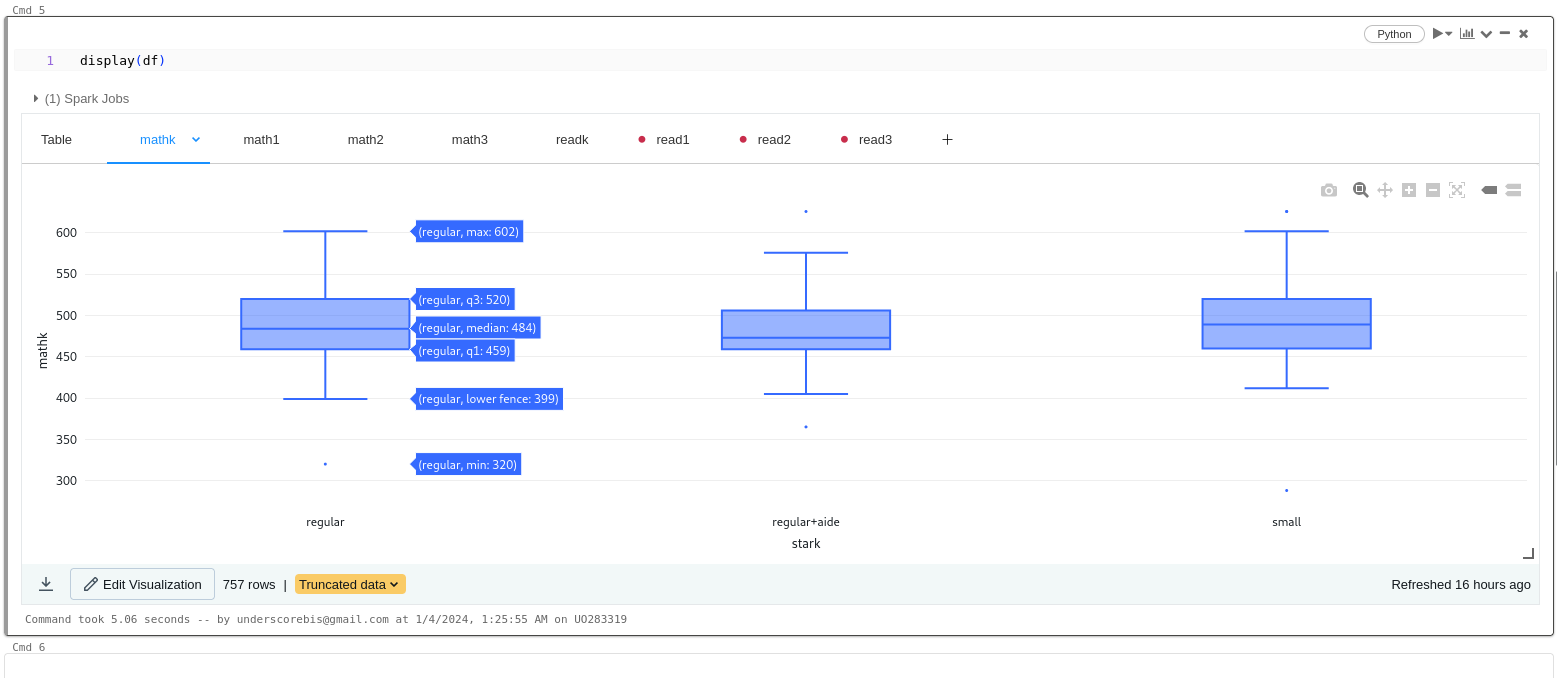 Cmd 5
Python
1 display(df)
(1) Spark Jobs
Table mathk math1 math2 math3 readk read1 read2 read3 +
600
550
500
450
400
350
300
mathk
(regular, max: 602)
(regular, q3: 520)
(regular, median: 484)
(regular, q1: 459)
(regular, lower fence: 399)
(regular, min: 320)
regular regular+aide small
stark
Edit Visualization 757 rows | Truncated data Refreshed 16 hours ago
Command took 5.06 seconds -- by underscorebis@gmail.com at 1/4/2024, 1:25:55 AM on UO283319
Cmd 6